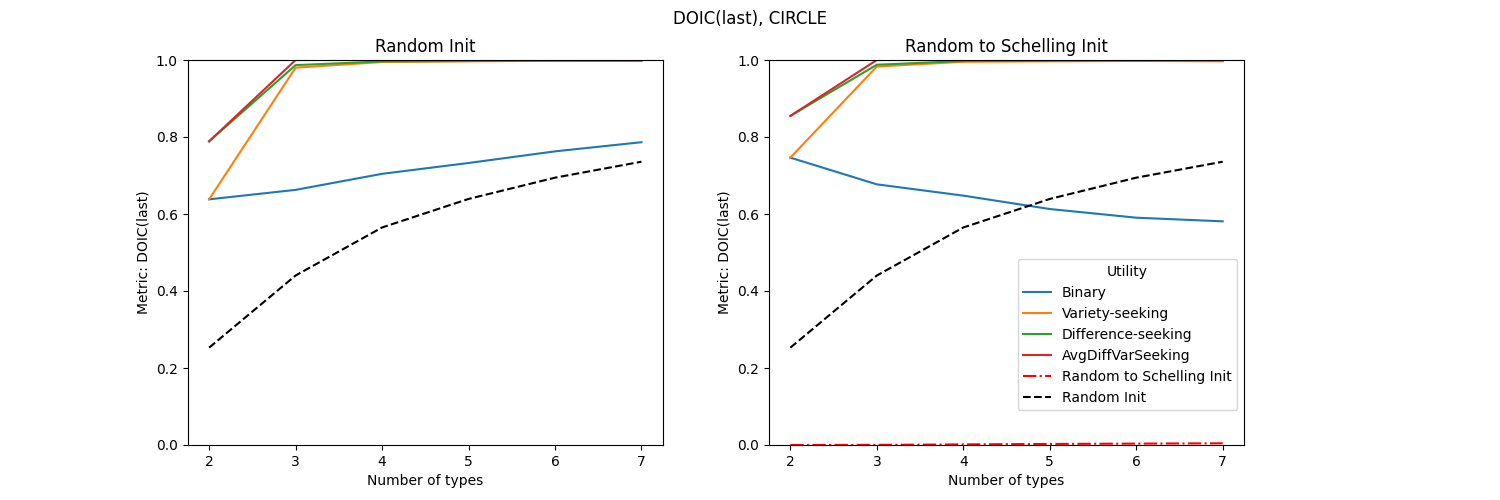 DOIC(last), CIRCLE
Random Init
Metric: DOIC(last)
1.0
0.8
0.6
0.4
0.2
0.0
2 3 4 5 6 7
Number of types
Random to Schelling Init
Metric: DOIC(last)
1.0
0.8
0.6
0.4
0.2
0.0
Utility
Binary
Variety-seeking
Difference-seeking
AvgDiffVarSeeking
Random to Schelling Init
Random Init
2 3 4 5 6 7
Number of types